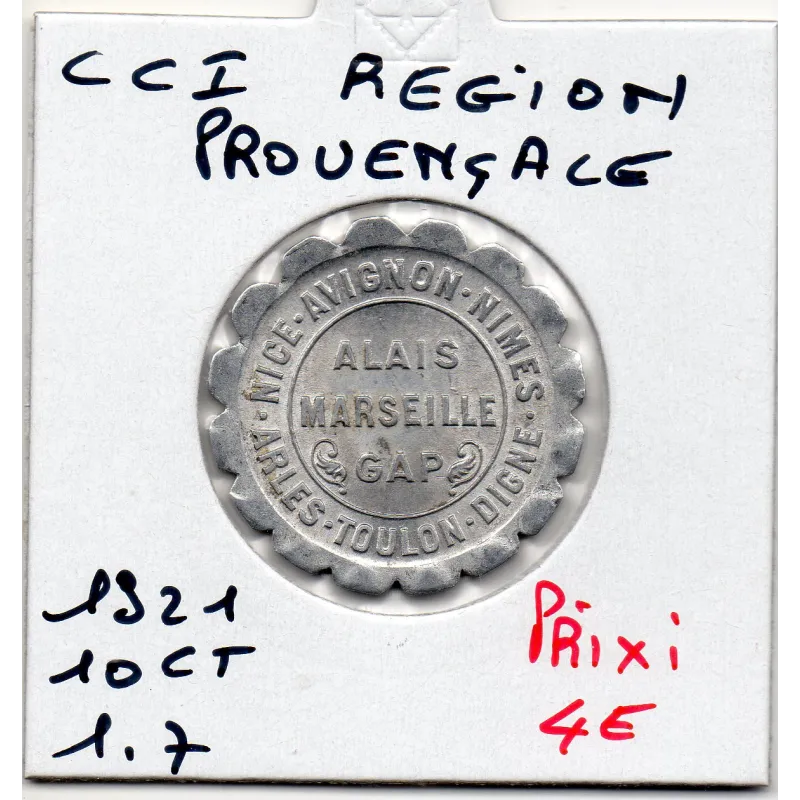 CCI REGION
PROVENÇALE
NICE·AVIGNON·NIMES·
ARLES·TOULON·DIGNE·
ALAIS
MARSEILLE
GAP
1921
10CT
1.7
PRixi
4E